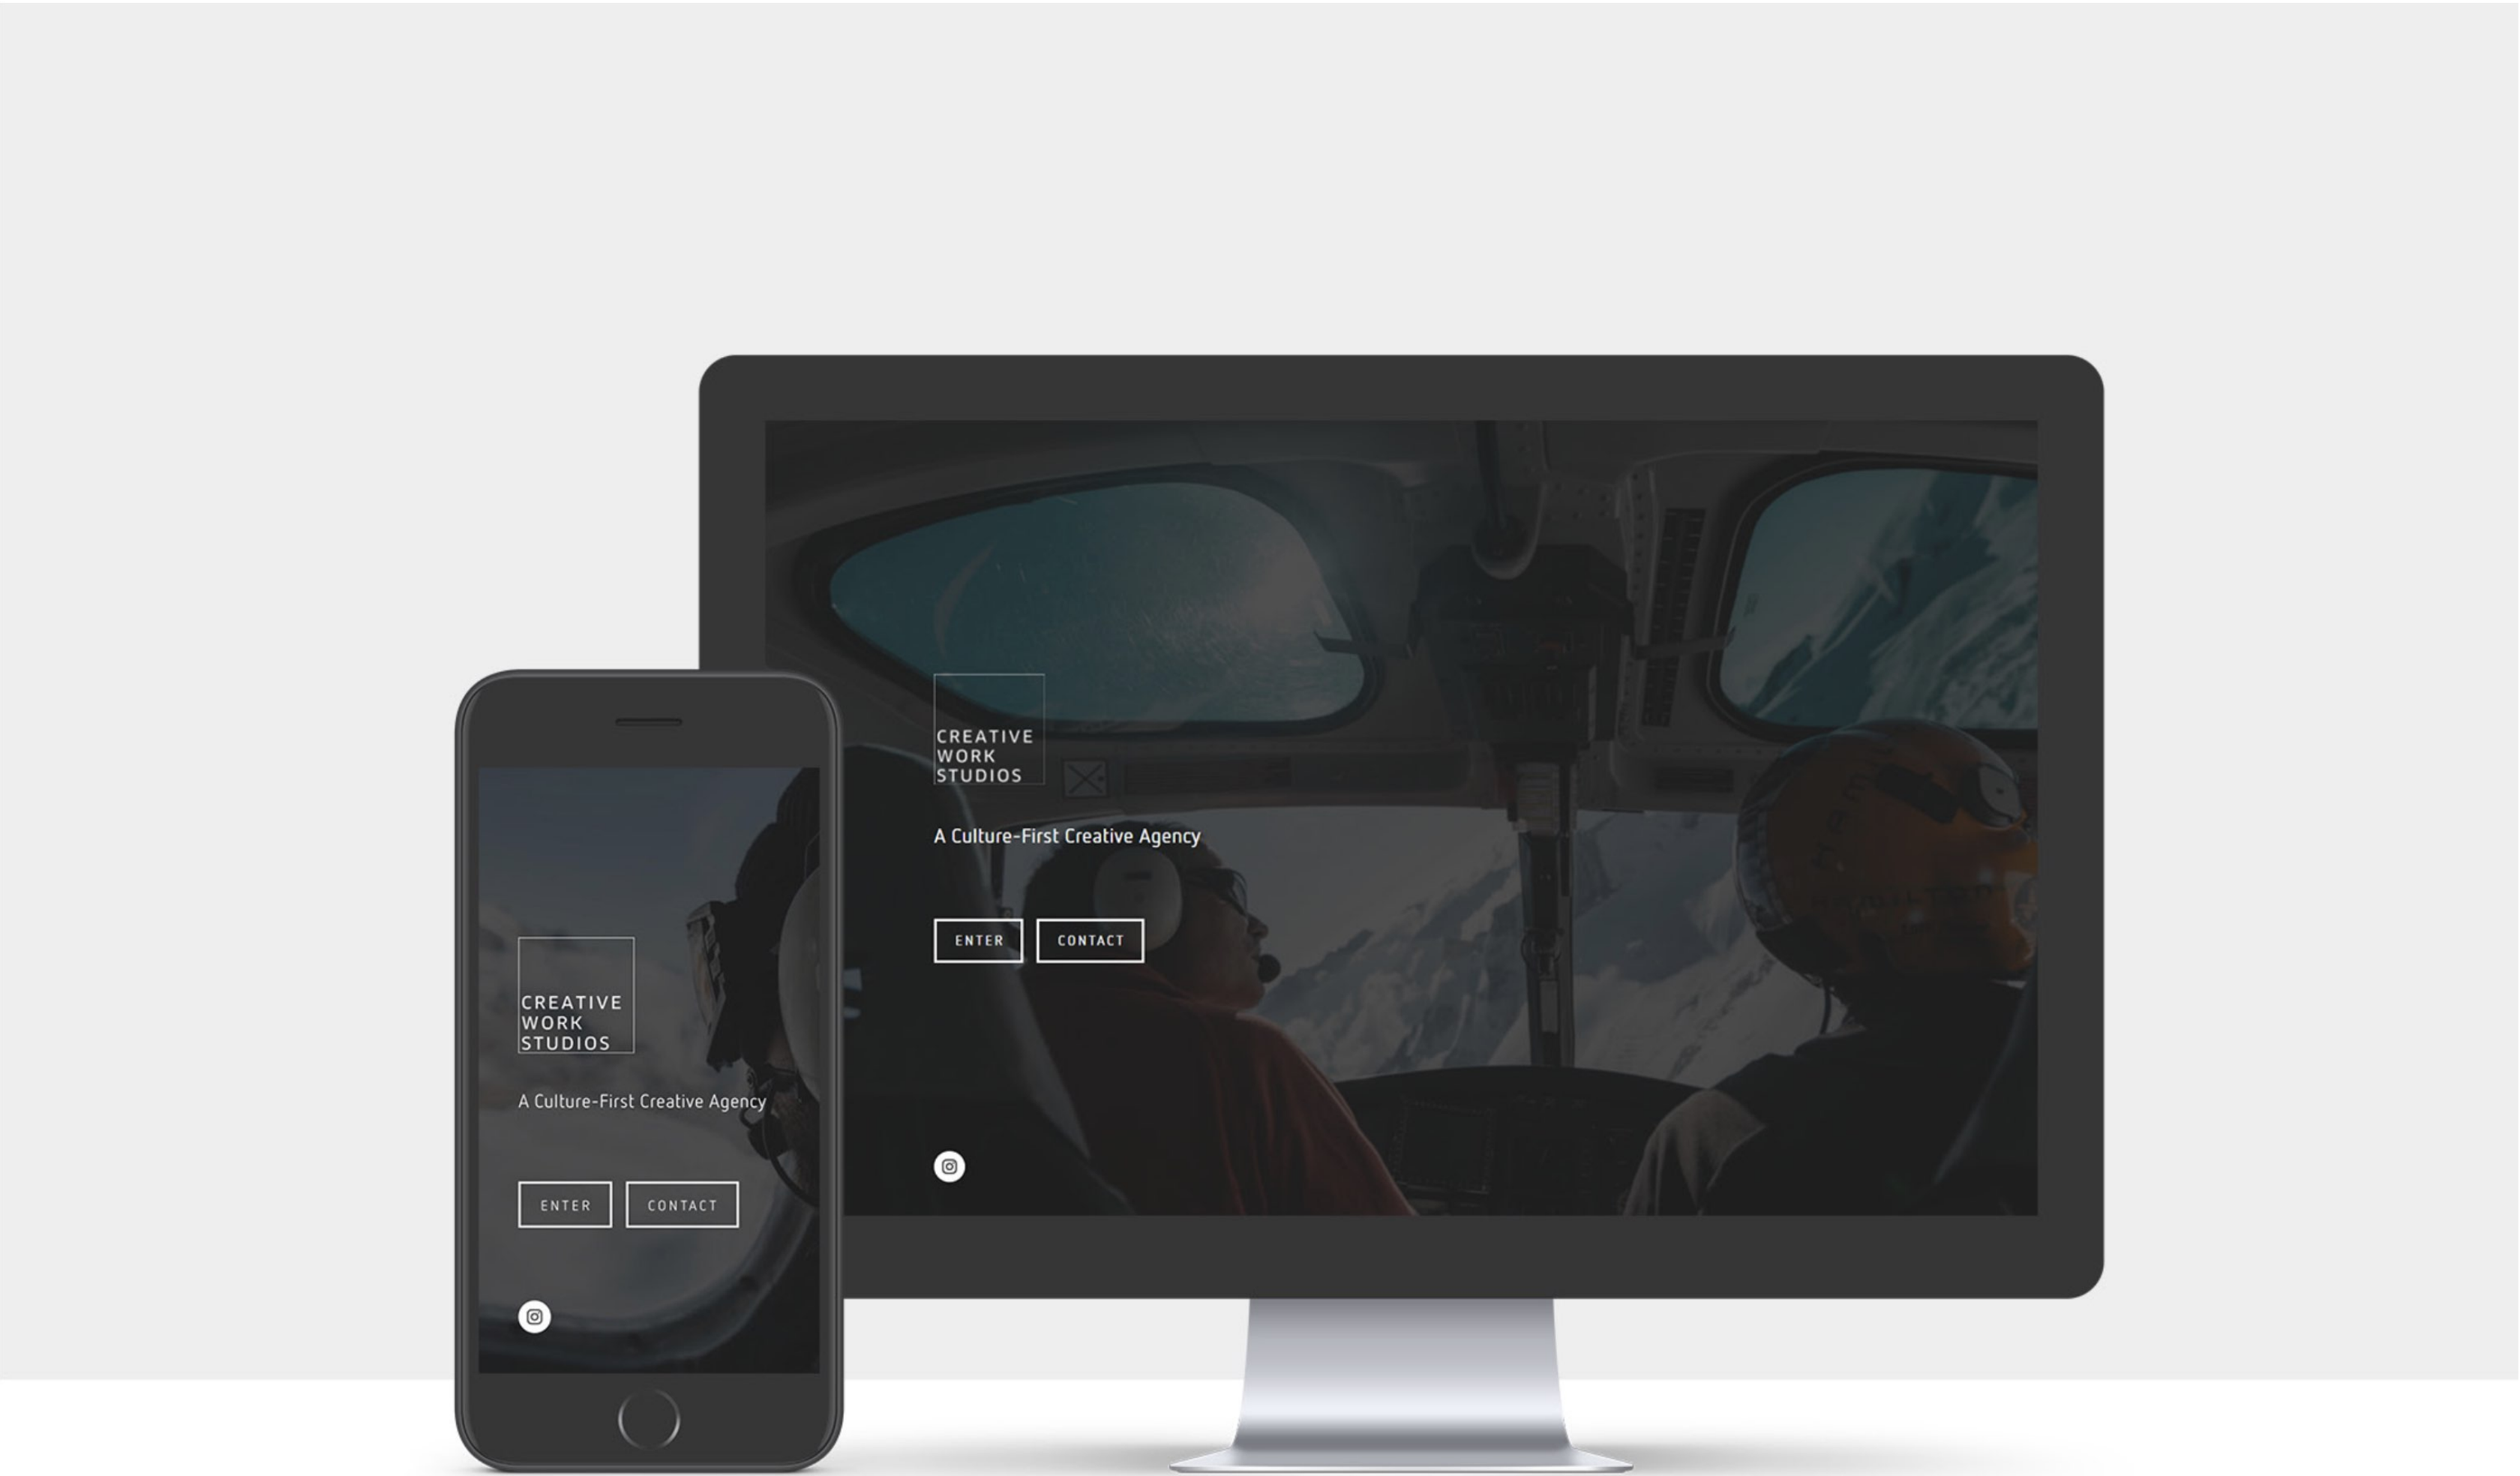 CREATIVE
WORK
STUDIOS
A Culture-First Creative Agency
ENTER
CONTACT
CREATIVE
WORK
STUDIOS
A Culture-First Creative Agency
ENTER
CONTACT